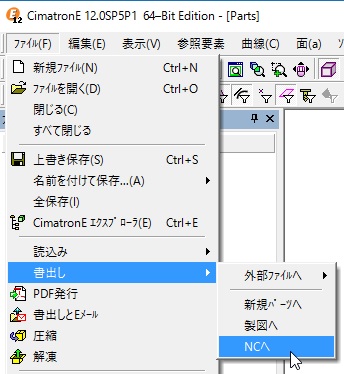 CimatronE 12.0SP5P1 64-Bit Edition - [Parts]
ファイル(F) 編集(E) 表示(V) 参照要素 曲線(C) 面(a)
新規ファイル(N) Ctrl+N
ファイルを開く(D) Ctrl+O
閉じる(C)
すべて閉じる
上書き保存(S) Ctrl+S
名前を付けて保存...(A)
全保存(I)
CimatronE エクスプローラ(E) Ctrl+E
読込み
書出し
外部ファイルへ
PDF発行
新規パーツへ
書出しとEメール
製図へ
圧縮
NCへ
解凍